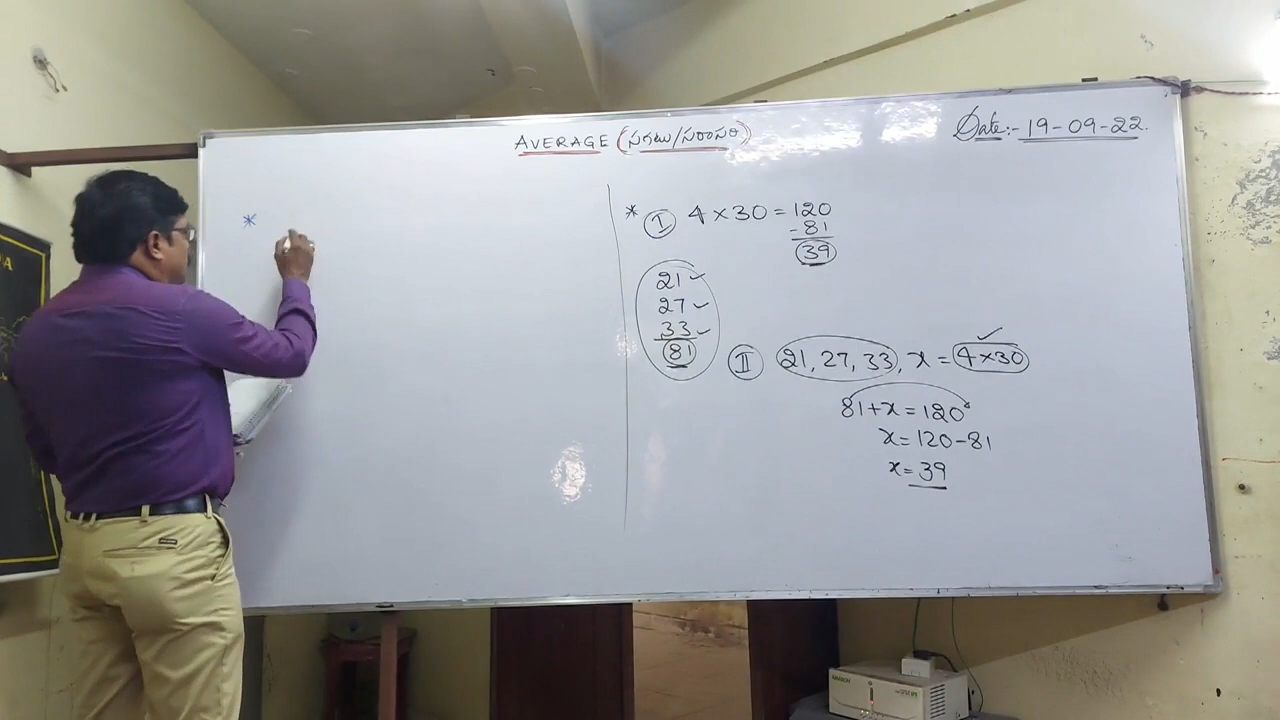 AVERAGE (సగటు/సరాసరి)
Date:- 19-09-22.
*
* I 4 × 30 = 120
- 81
39
21 ✓
27 ✓
33 ✓
81
II 21, 27, 33, x = 4×30 ✓
81 + x = 120
x = 120 - 81
x = 39